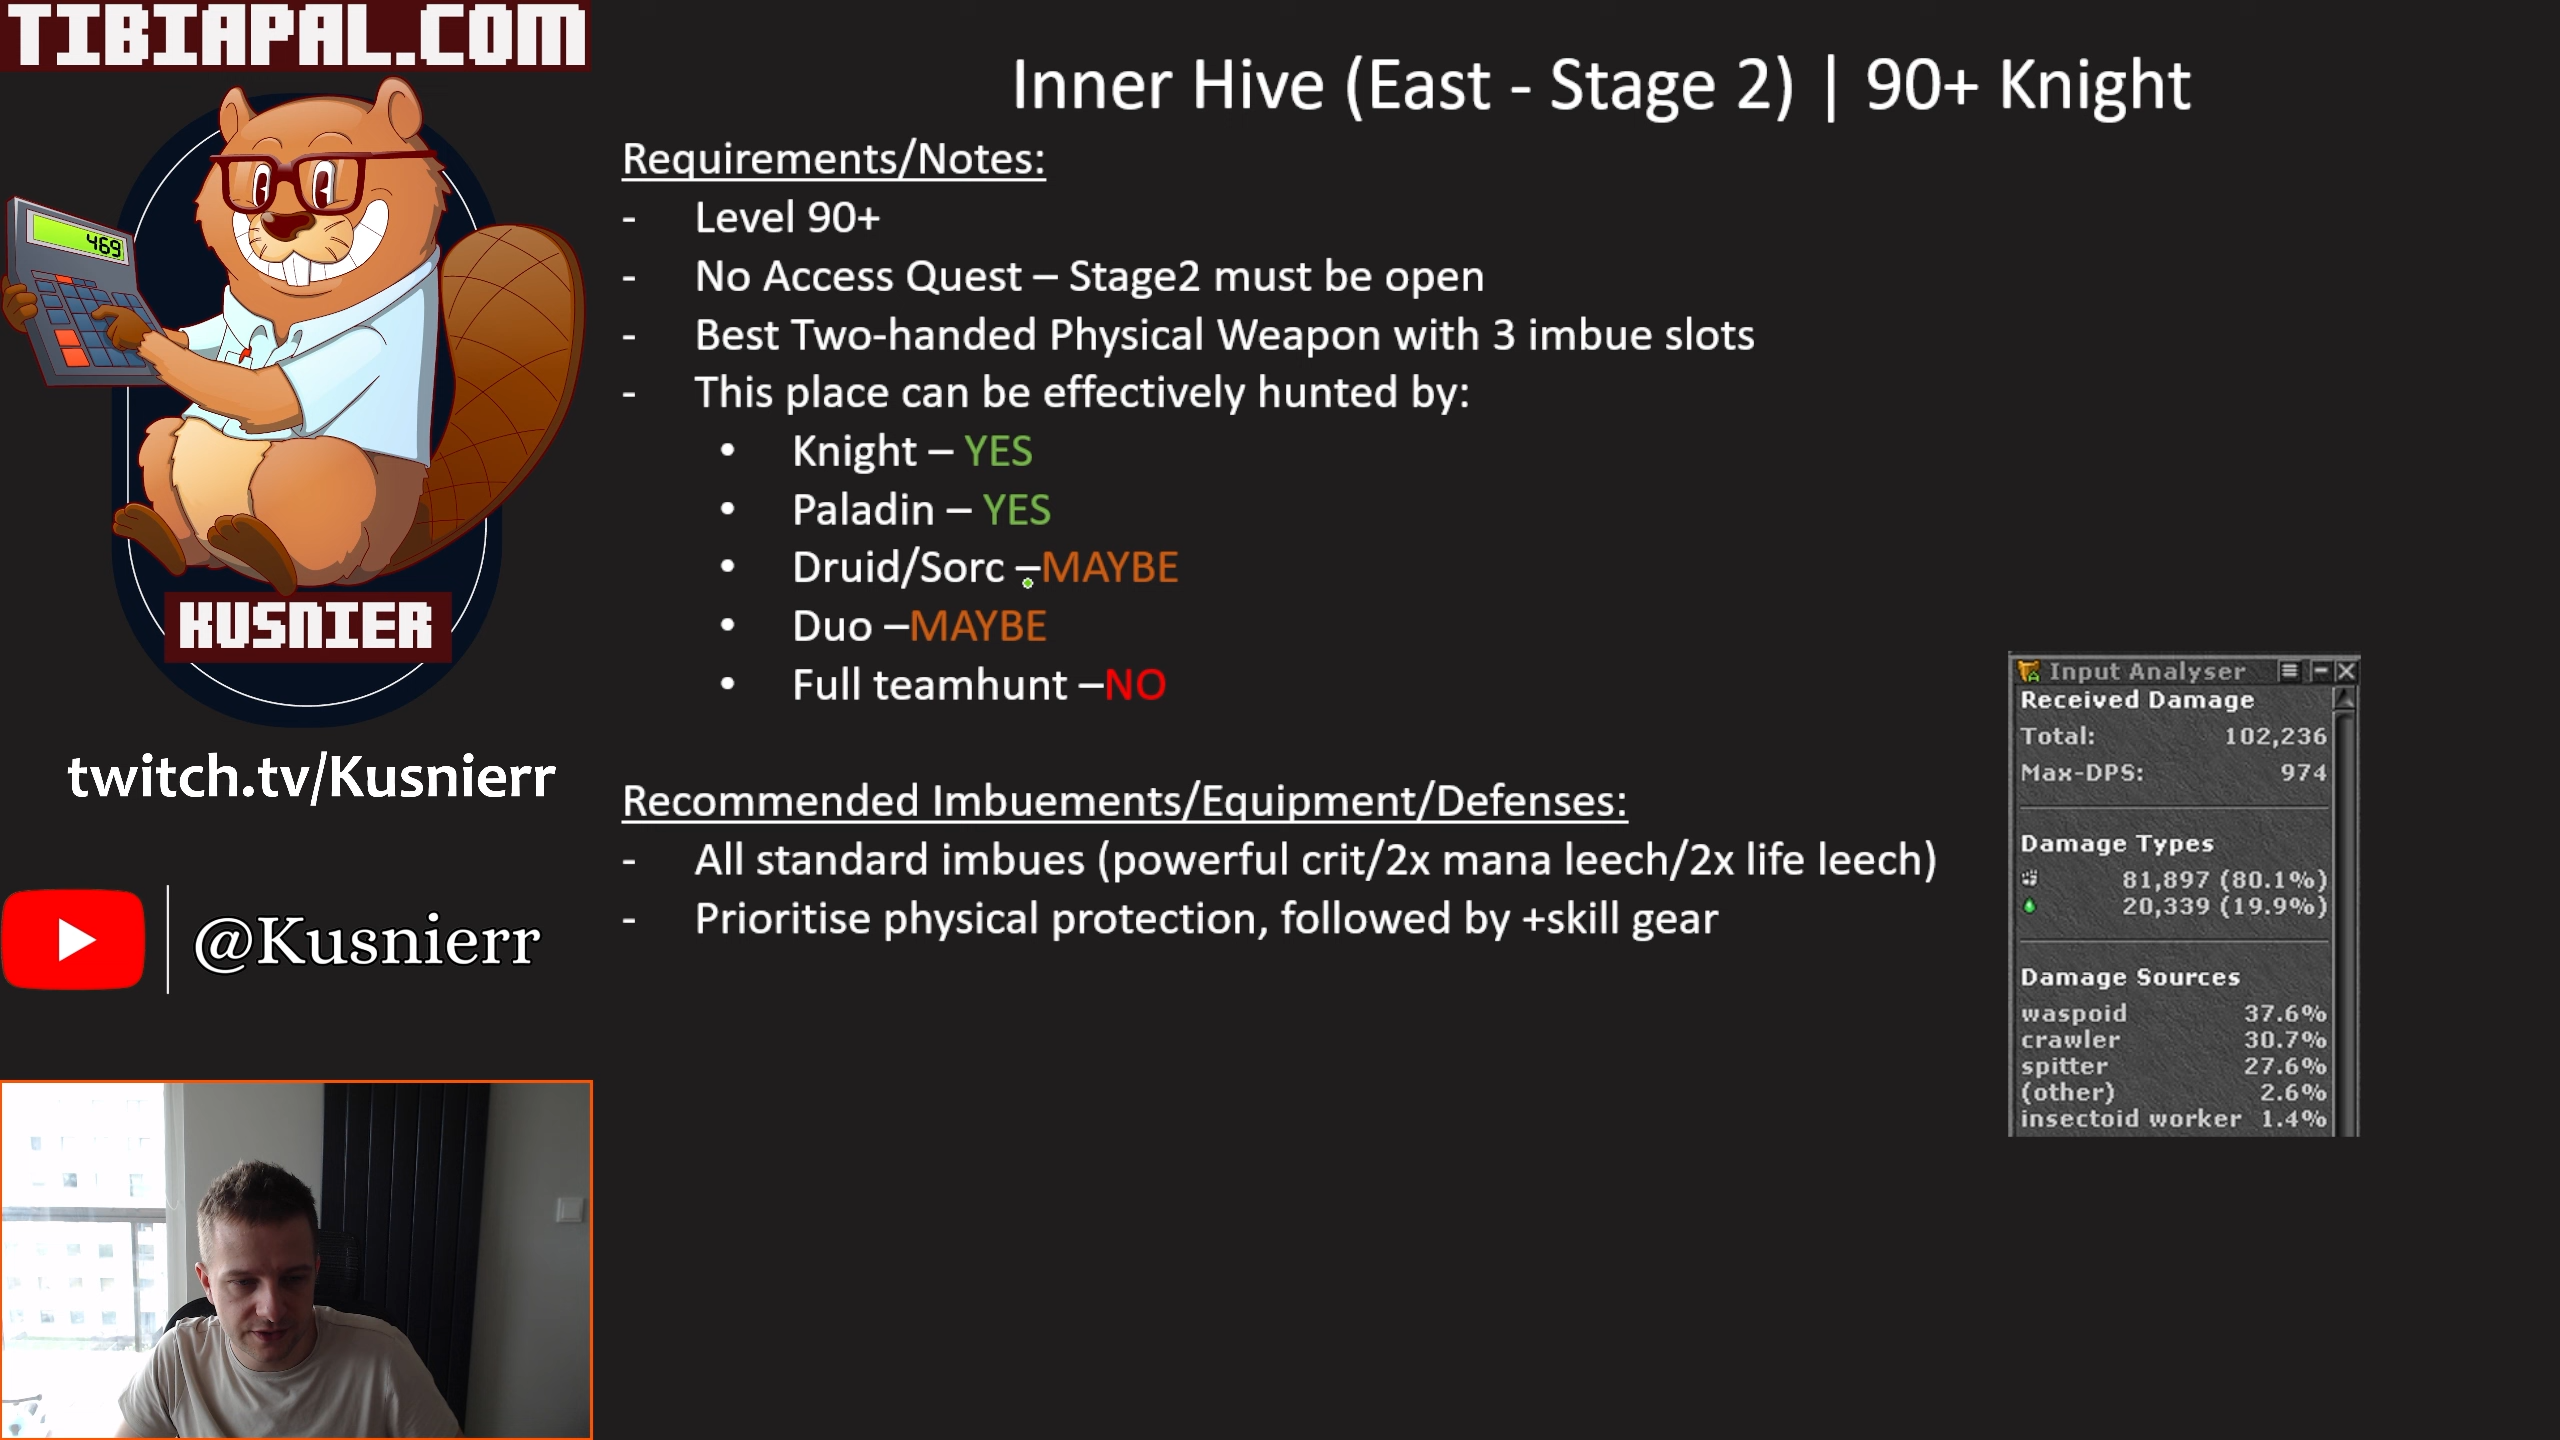 TIBIAPAL.COM
469
KUSNIER
twitch.tv/Kusnierr
@Kusnierr
Inner Hive (East - Stage 2) | 90+ Knight
Requirements/Notes:
- Level 90+
- No Access Quest – Stage2 must be open
- Best Two-handed Physical Weapon with 3 imbue slots
- This place can be effectively hunted by:
• Knight – YES
• Paladin – YES
• Druid/Sorc –MAYBE
• Duo –MAYBE
• Full teamhunt –NO
Recommended Imbuements/Equipment/Defenses:
- All standard imbues (powerful crit/2x mana leech/2x life leech)
- Prioritise physical protection, followed by +skill gear
Input Analyser
Received Damage
Total: 102,236
Max-DPS: 974
Damage Types
81,897 (80.1%)
20,339 (19.9%)
Damage Sources
waspoid 37.6%
crawler 30.7%
spitter 27.6%
(other) 2.6%
insectoid worker 1.4%